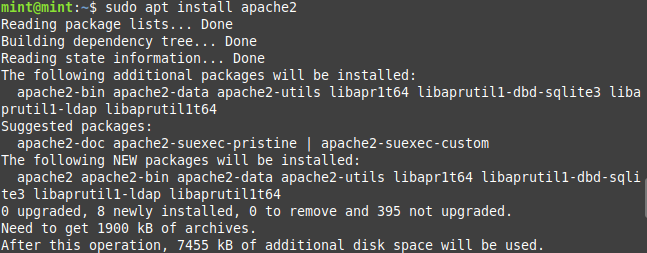 mint@mint:~$ sudo apt install apache2
Reading package lists... Done
Building dependency tree... Done
Reading state information... Done
The following additional packages will be installed:
  apache2-bin apache2-data apache2-utils libapr1t64 libaprutil1-dbd-sqlite3 liba
prutil1-ldap libaprutil1t64
Suggested packages:
  apache2-doc apache2-suexec-pristine | apache2-suexec-custom
The following NEW packages will be installed:
  apache2 apache2-bin apache2-data apache2-utils libapr1t64 libaprutil1-dbd-sqli
te3 libaprutil1-ldap libaprutil1t64
0 upgraded, 8 newly installed, 0 to remove and 395 not upgraded.
Need to get 1900 kB of archives.
After this operation, 7455 kB of additional disk space will be used.